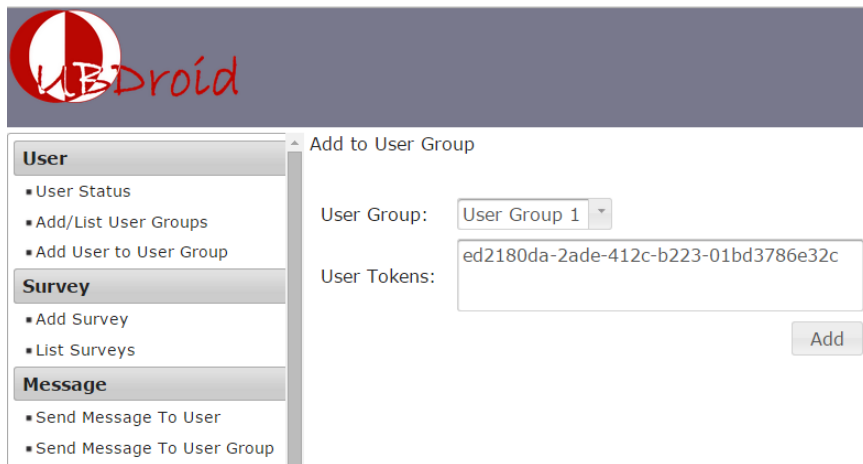 UBDroid
User
User Status
Add/List User Groups
Add User to User Group
Survey
Add Survey
List Surveys
Message
Send Message To User
Send Message To User Group
Add to User Group
User Group: User Group 1
User Tokens: ed2180da-2ade-412c-b223-01bd3786e32c
Add